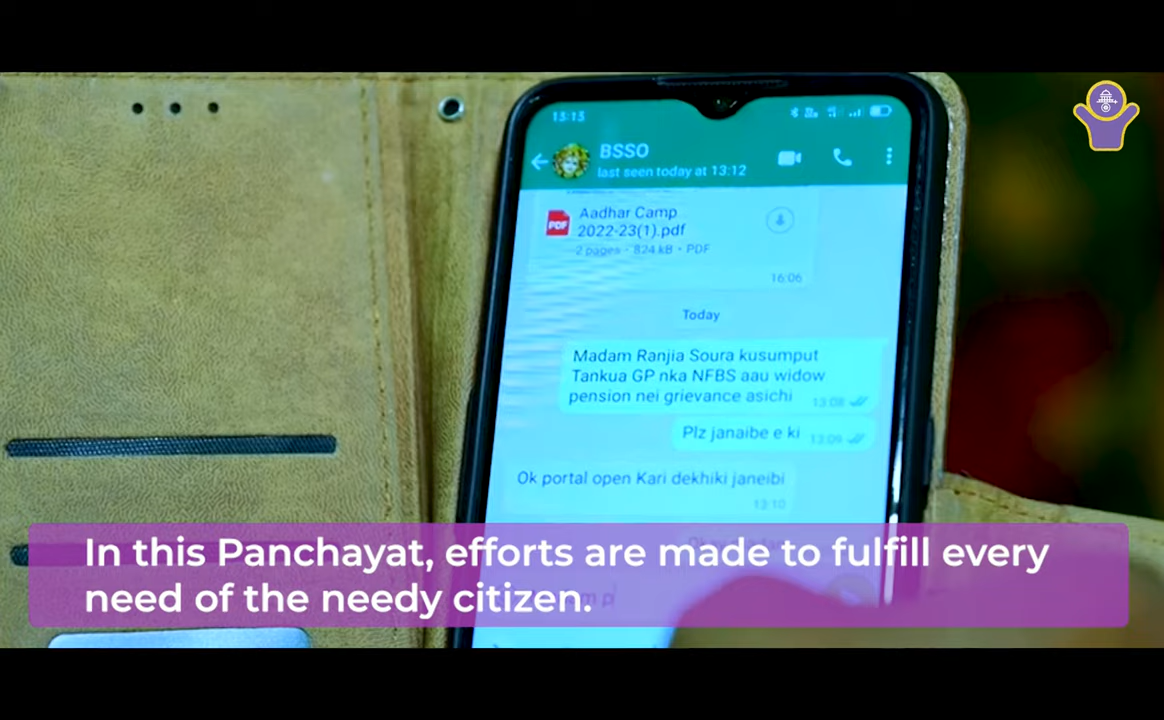 13:13
BSSO
last seen today at 13:12
PDF
Aadhar Camp
2022-23(1).pdf
2 pages · 824 kB · PDF
16:06
Today
Madam Ranjia Soura kusumput
Tankua GP nka NFBS aau widow
pension nei grievance asichi
13:08
Plz janaibe e ki
13:09
Ok portal open Kari dekhiki janeibi
13:10
In this Panchayat, efforts are made to fulfill every
need of the needy citizen.